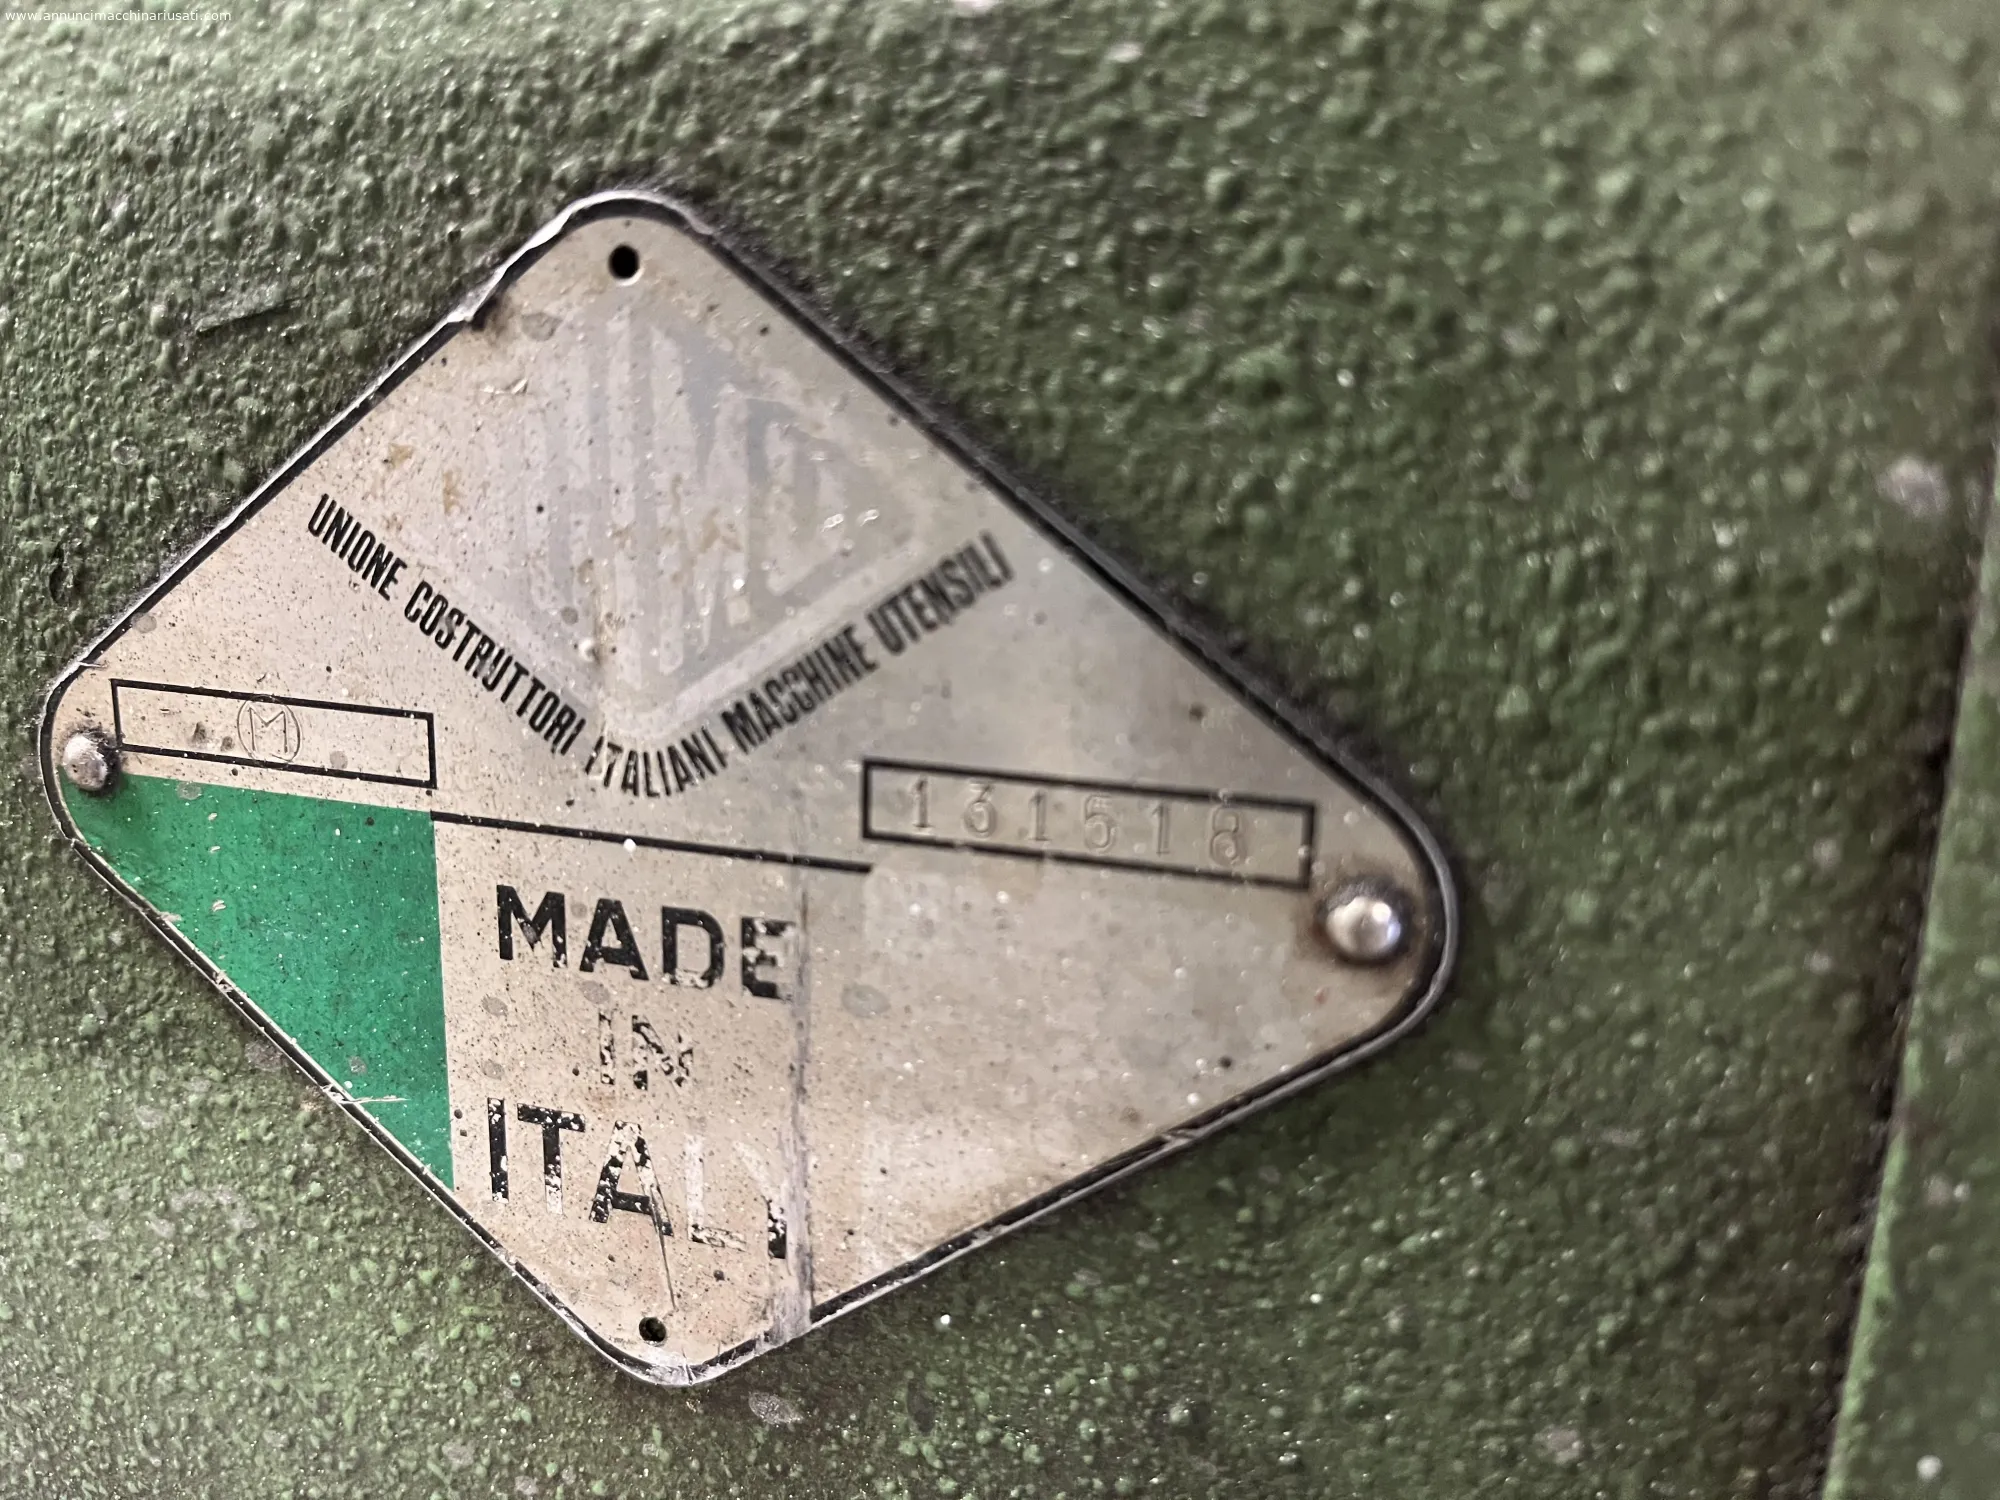 www.annuncimacchinariusati.com
UNIONE COSTRUTTORI ITALIANI MACCHINE UTENSILI
M
131518
MADE
IN
ITALY